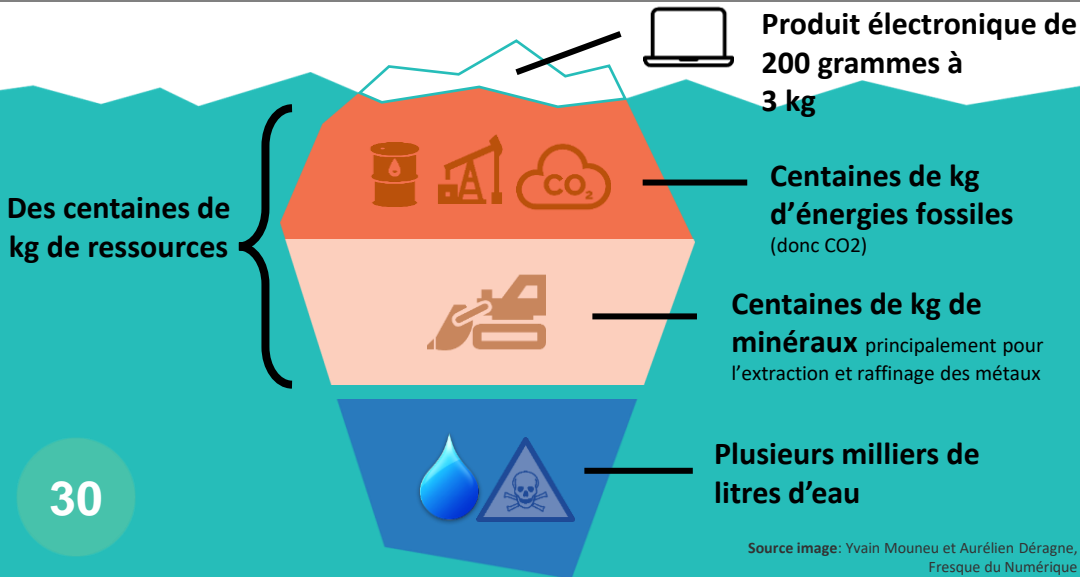 Produit électronique de
200 grammes à
3 kg
Des centaines de
kg de ressources
CO2
Centaines de kg
d’énergies fossiles
(donc CO2)
Centaines de kg de
minéraux principalement pour
l’extraction et raffinage des métaux
Plusieurs milliers de
litres d’eau
30
Source image: Yvain Mouneu et Aurélien Déragne,
Fresque du Numérique